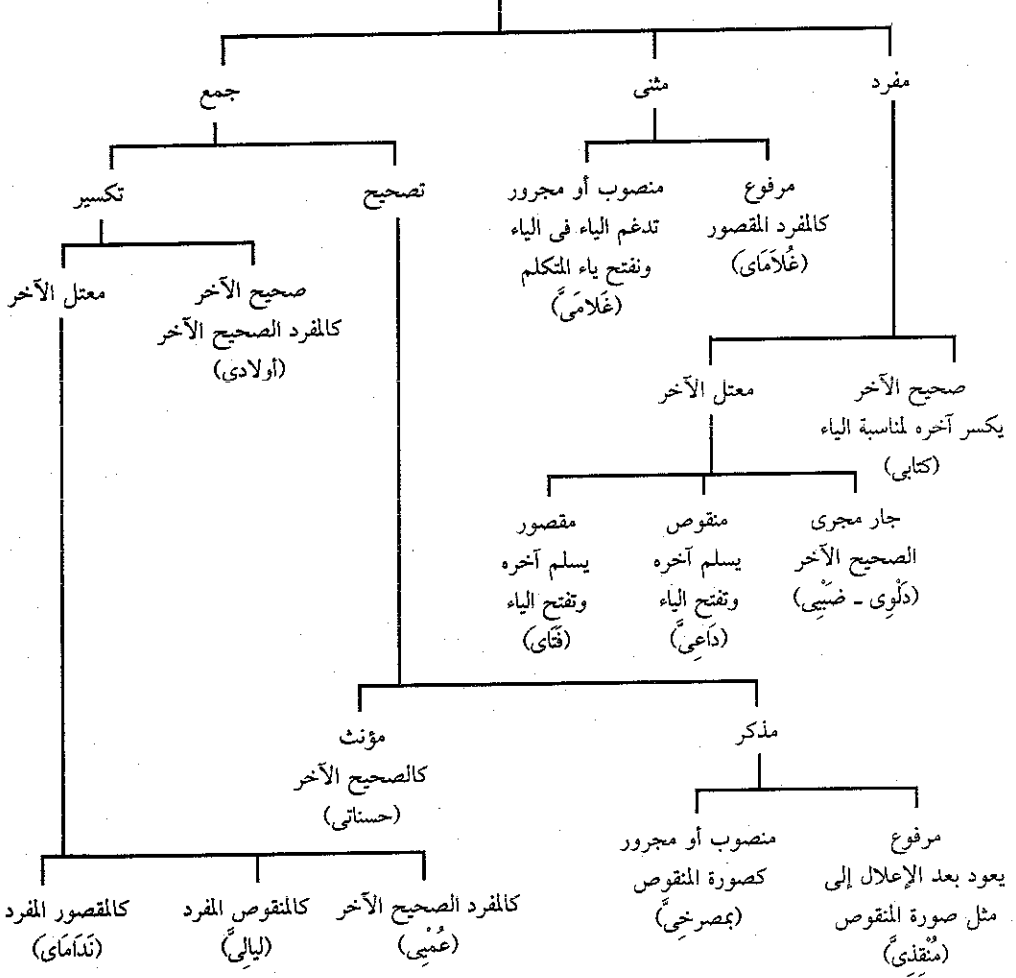 مفرد
مثنى
جمع
مرفوع
كالمفرد المقصور
(غُلاَمَاىَ)
منصوب أو مجرور
تدغم الياء فى الياء
ونفتح ياء المتكلم
(غَلامَىَّ)
تصحيح
تكسير
صحيح الآخر
كالمفرد الصحيح الآخر
(أولادى)
معتل الآخر
صحيح الآخر
يكسر آخره لمناسبة الياء
(كتابى)
معتل الآخر
جار مجرى
الصحيح الآخر
(دَلْوِى - ضَبْيِى)
منقوص
يسلم آخره
وتفتح الياء
(دَاعِىَّ)
مقصور
يسلم آخره
وتفتح الياء
(فَتَاىَ)
مذكر
مؤنث
كالصحيح الآخر
(حسناتى)
مرفوع
يعود بعد الإعلال إلى
مثل صورة المنقوص
(مُنْقِذِىَّ)
منصوب أو مجرور
كصورة المنقوص
(بمصرخِىَّ)
كالمفرد الصحيح الآخر
(عُمْيِى)
كالمنقوص المفرد
(ليالِىَّ)
كالمقصور المفرد
(نَدَامَاىَ)